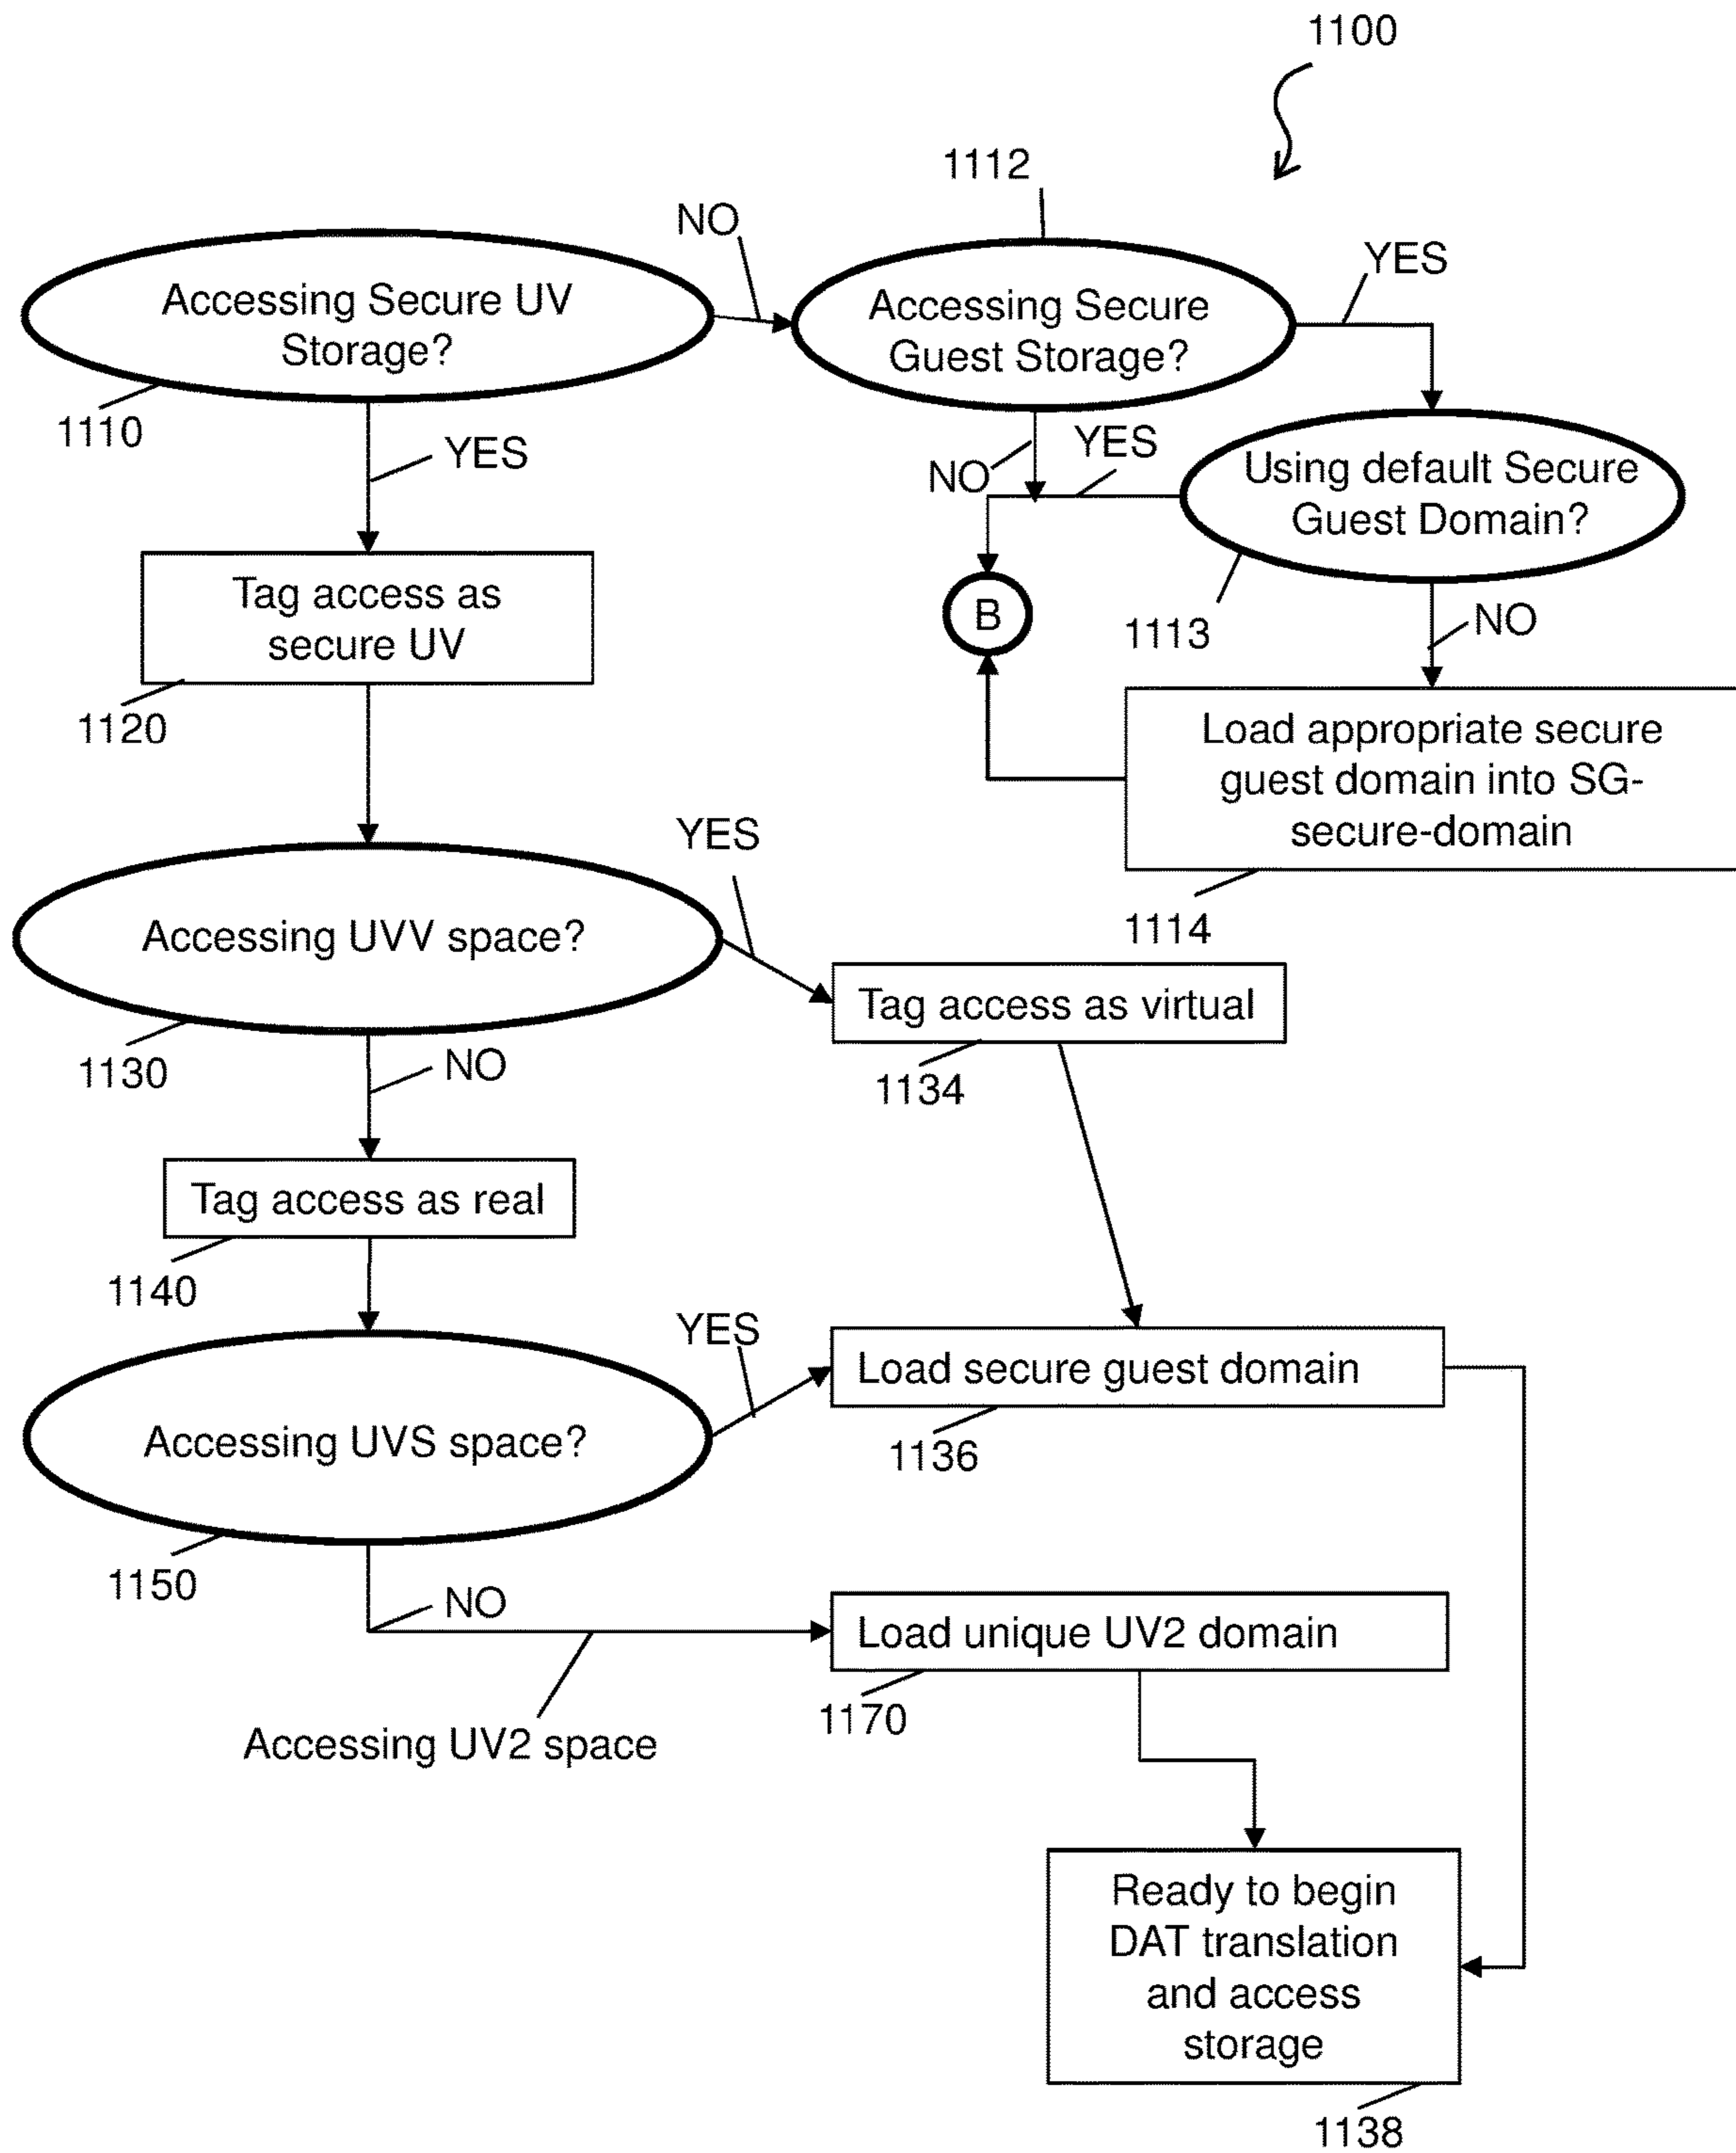 1100
1112
NO
YES
Accessing Secure UV
Storage?
Accessing Secure
Guest Storage?
1110
YES
NO
YES
Using default Secure
Guest Domain?
Tag access as
secure UV
B
1113
NO
1120
Load appropriate secure
guest domain into SG-
secure-domain
YES
1114
Accessing UVV space?
Tag access as virtual
1130
NO
1134
Tag access as real
1140
YES
Load secure guest domain
Accessing UVS space?
1136
1150
NO
Load unique UV2 domain
1170
Accessing UV2 space
Ready to begin
DAT translation
and access
storage
1138